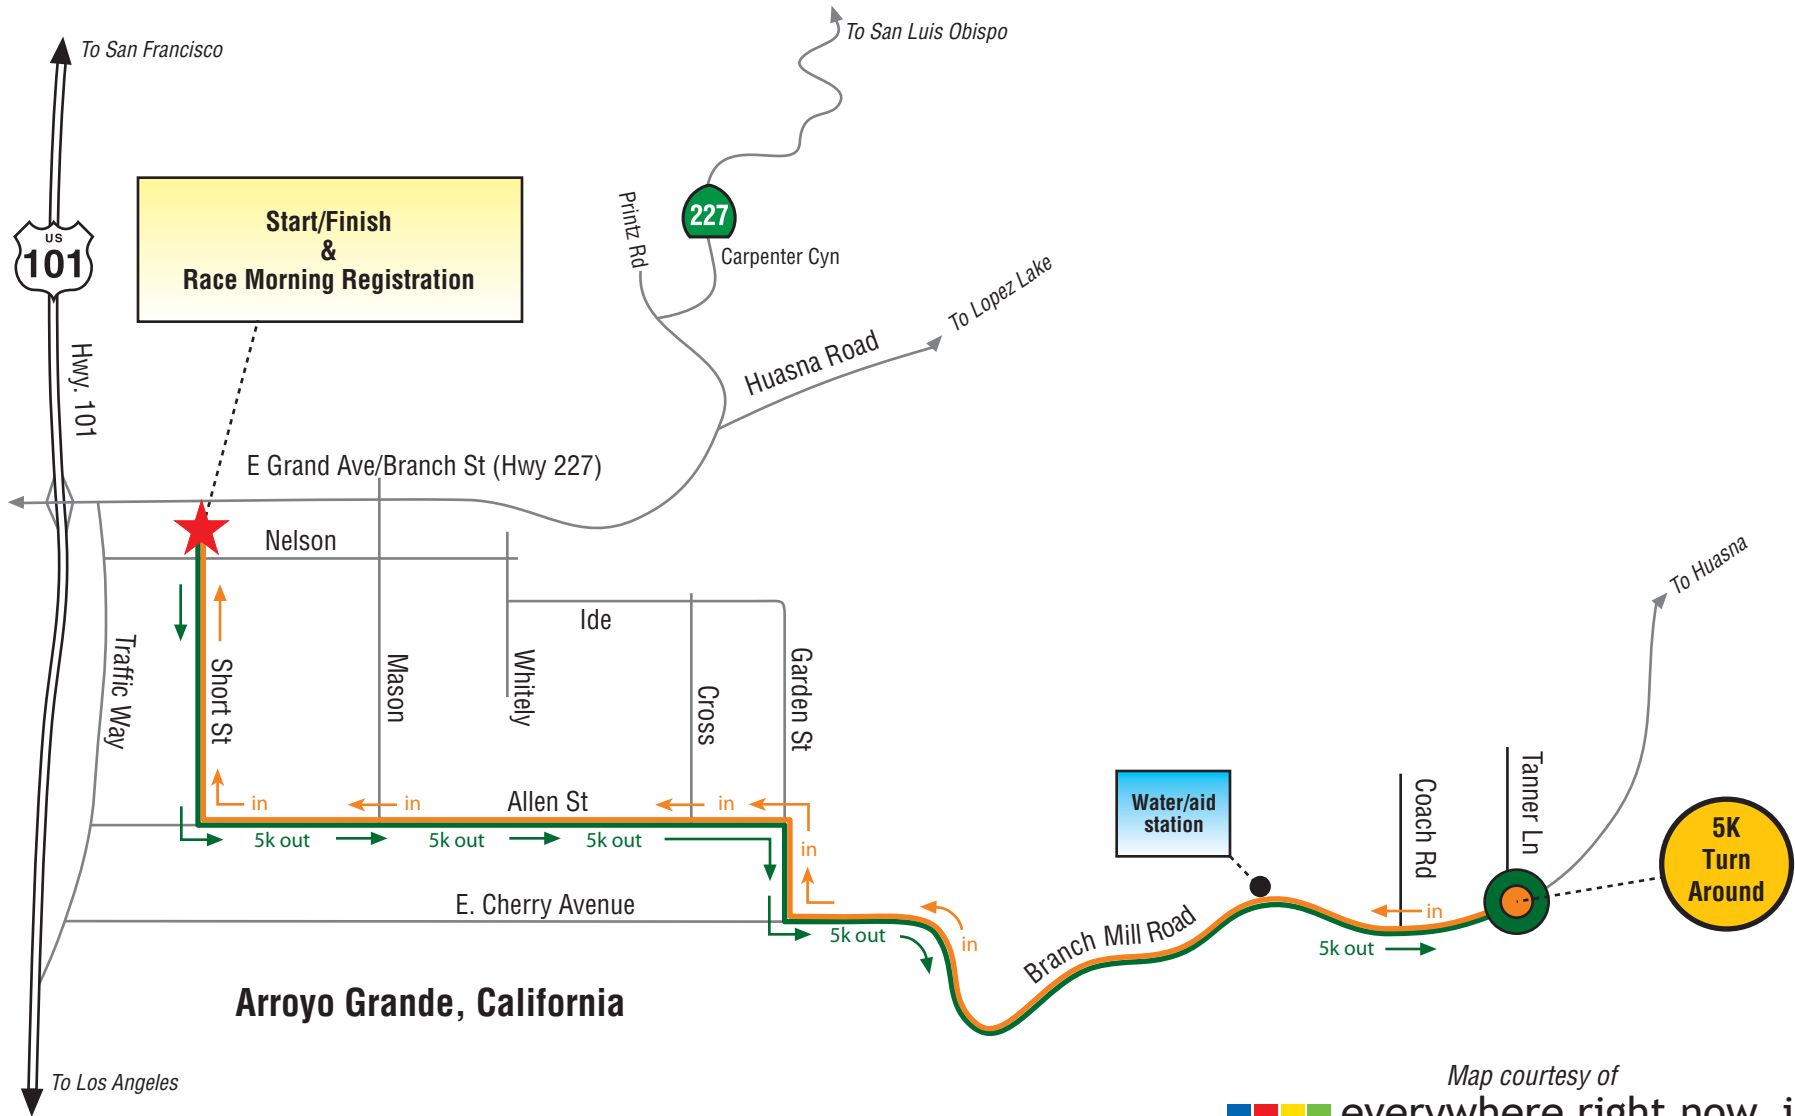 To San Francisco
To San Luis Obispo
US
101
Hwy. 101
Start/Finish
&
Race Morning Registration
Printz Rd
227
Carpenter Cyn
To Lopez Lake
Huasna Road
E Grand Ave/Branch St (Hwy 227)
Nelson
Ide
To Huasna
Traffic Way
Short St
Mason
Whitely
Cross
Garden St
in
in
Allen St
in
5k out
5k out
5k out
in
E. Cherry Avenue
5k out
in
Branch Mill Road
Water/aid
station
Coach Rd
Tanner Ln
in
5k out
5K
Turn
Around
Arroyo Grande, California
To Los Angeles
Map courtesy of
everywhere right now, i